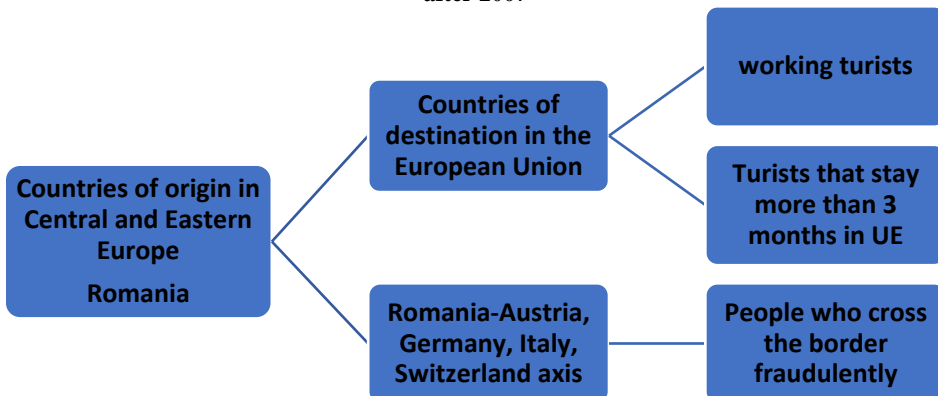 Countries of origin in
Central and Eastern
Europe
Romania
Countries of
destination in the
European Union
Romania-Austria,
Germany, Italy,
Switzerland axis
working turists
Turists that stay
more than 3
months in UE
People who cross
the border
fraudulently